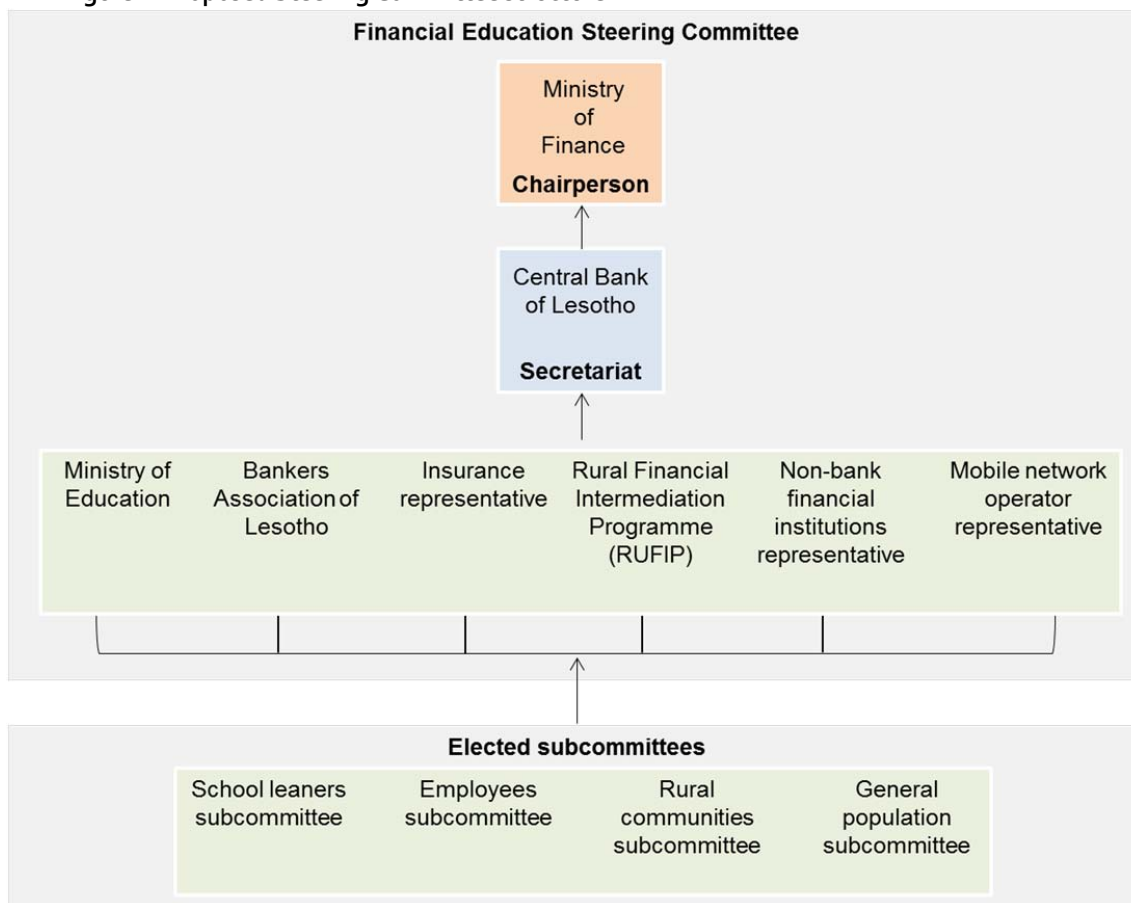 Financial Education Steering Committee
Ministry
of
Finance
Chairperson
Central Bank
of Lesotho
Secretariat
Ministry of
Education
Bankers
Association of
Lesotho
Insurance
representative
Rural Financial
Intermediation
Programme
(RUFIP)
Non-bank
financial
institutions
representative
Mobile network
operator
representative
Elected subcommittees
School leaners
subcommittee
Employees
subcommittee
Rural
communities
subcommittee
General
population
subcommittee